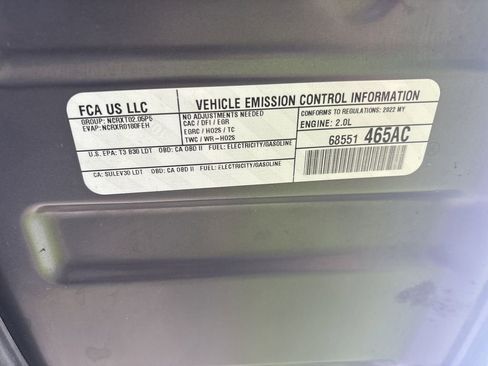 FCA US LLC
GROUP: NCRXT02.05P5
EVAP: NCRXR0180FEH
VEHICLE EMISSION CONTROL INFORMATION
NO ADJUSTMENTS NEEDED
CAC / DFI / EGR
EGRC / HO2S / TC
TWC / WR-HO2S
CONFORMS TO REGULATIONS: 2022 MY
ENGINE: 2.0L
68551 465AC
U.S. EPA: T3 B30 LDT OBD: CA OBD II FUEL: ELECTRICITY/GASOLINE
CA: SULEV30 LDT OBD: CA OBD II FUEL: ELECTRICITY/GASOLINE